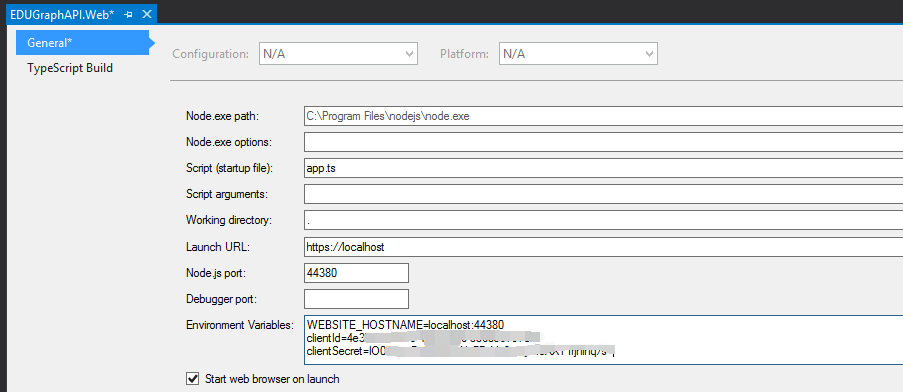 EDUGraphAPI.Web*
General*
TypeScript Build
Configuration: N/A Platform: N/A
Node.exe path: C:\Program Files\nodejs\node.exe
Node.exe options:
Script (startup file): app.ts
Script arguments:
Working directory: .
Launch URL: https://localhost
Node.js port: 44380
Debugger port:
Environment Variables: WEBSITE_HOSTNAME=localhost:44380
clientId=4e3
clientSecret=IO0
Start web browser on launch